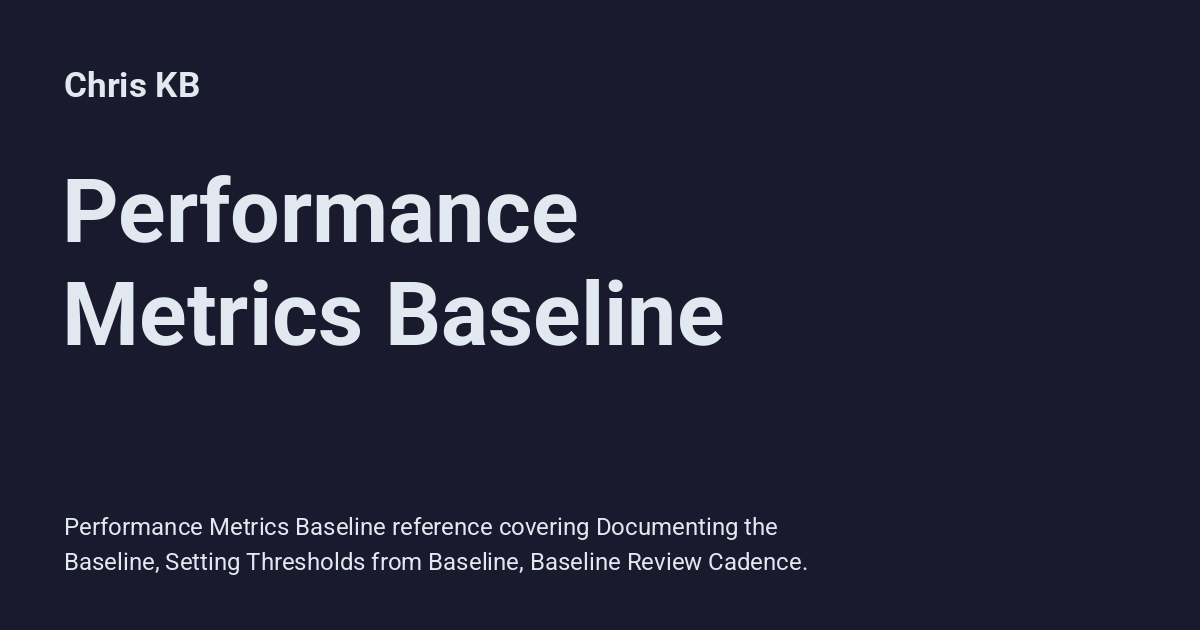 Chris KB
Performance
Metrics Baseline
Performance Metrics Baseline reference covering Documenting the
Baseline, Setting Thresholds from Baseline, Baseline Review Cadence.